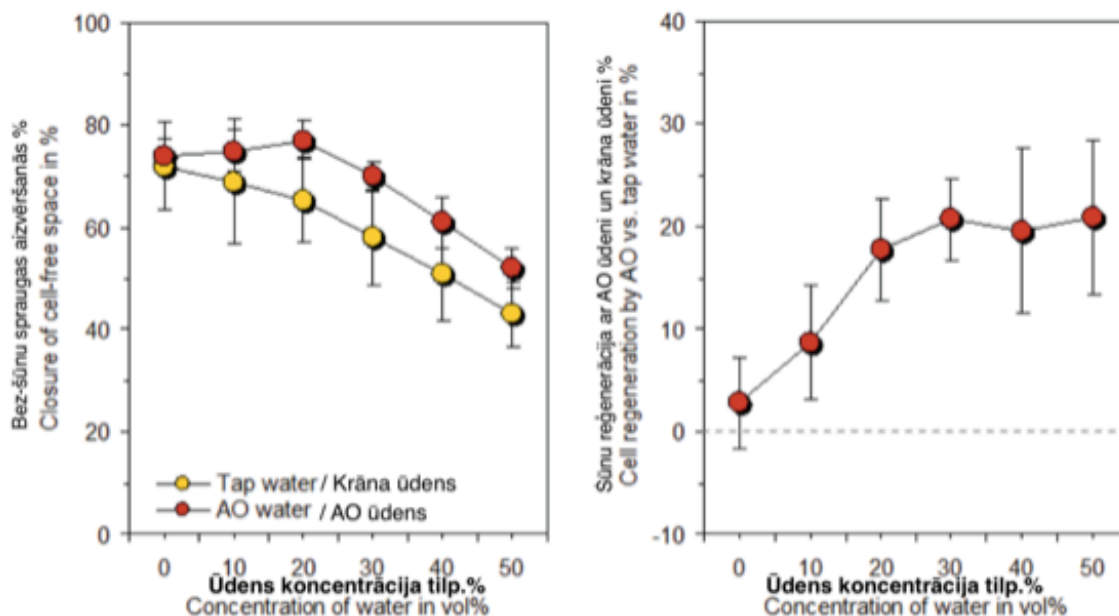 Bez-šūnu spraugas aizvēršanās %
Closure of cell-free space in %
100
80
60
40
20
0
Tap water / Krāna ūdens
AO water / AO ūdens
0 10 20 30 40 50
Ūdens koncentrācija tilp.%
Concentration of water in vol%
Šūnu reģenerācija ar AO ūdeni un krāna ūdeni %
Cell regeneration by AO vs. tap water in %
40
30
20
10
0
-10
0 10 20 30 40 50
Ūdens koncentrācija tilp.%
Concentration of water in vol%